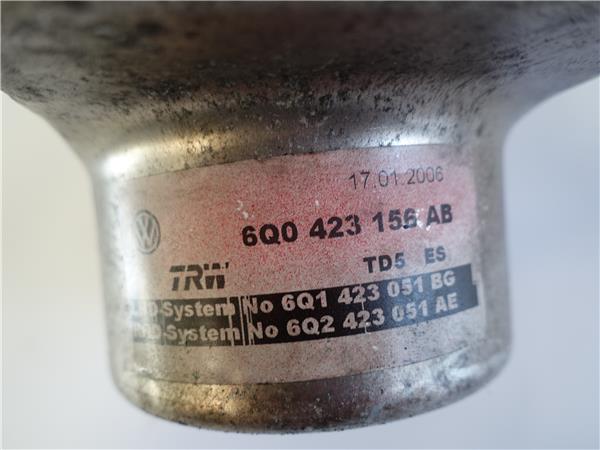 17.01.2006
6Q0 423 156 AB
TRW TD5 ES
System No 6Q1 423 051 BG
System No 6Q2 423 051 AE